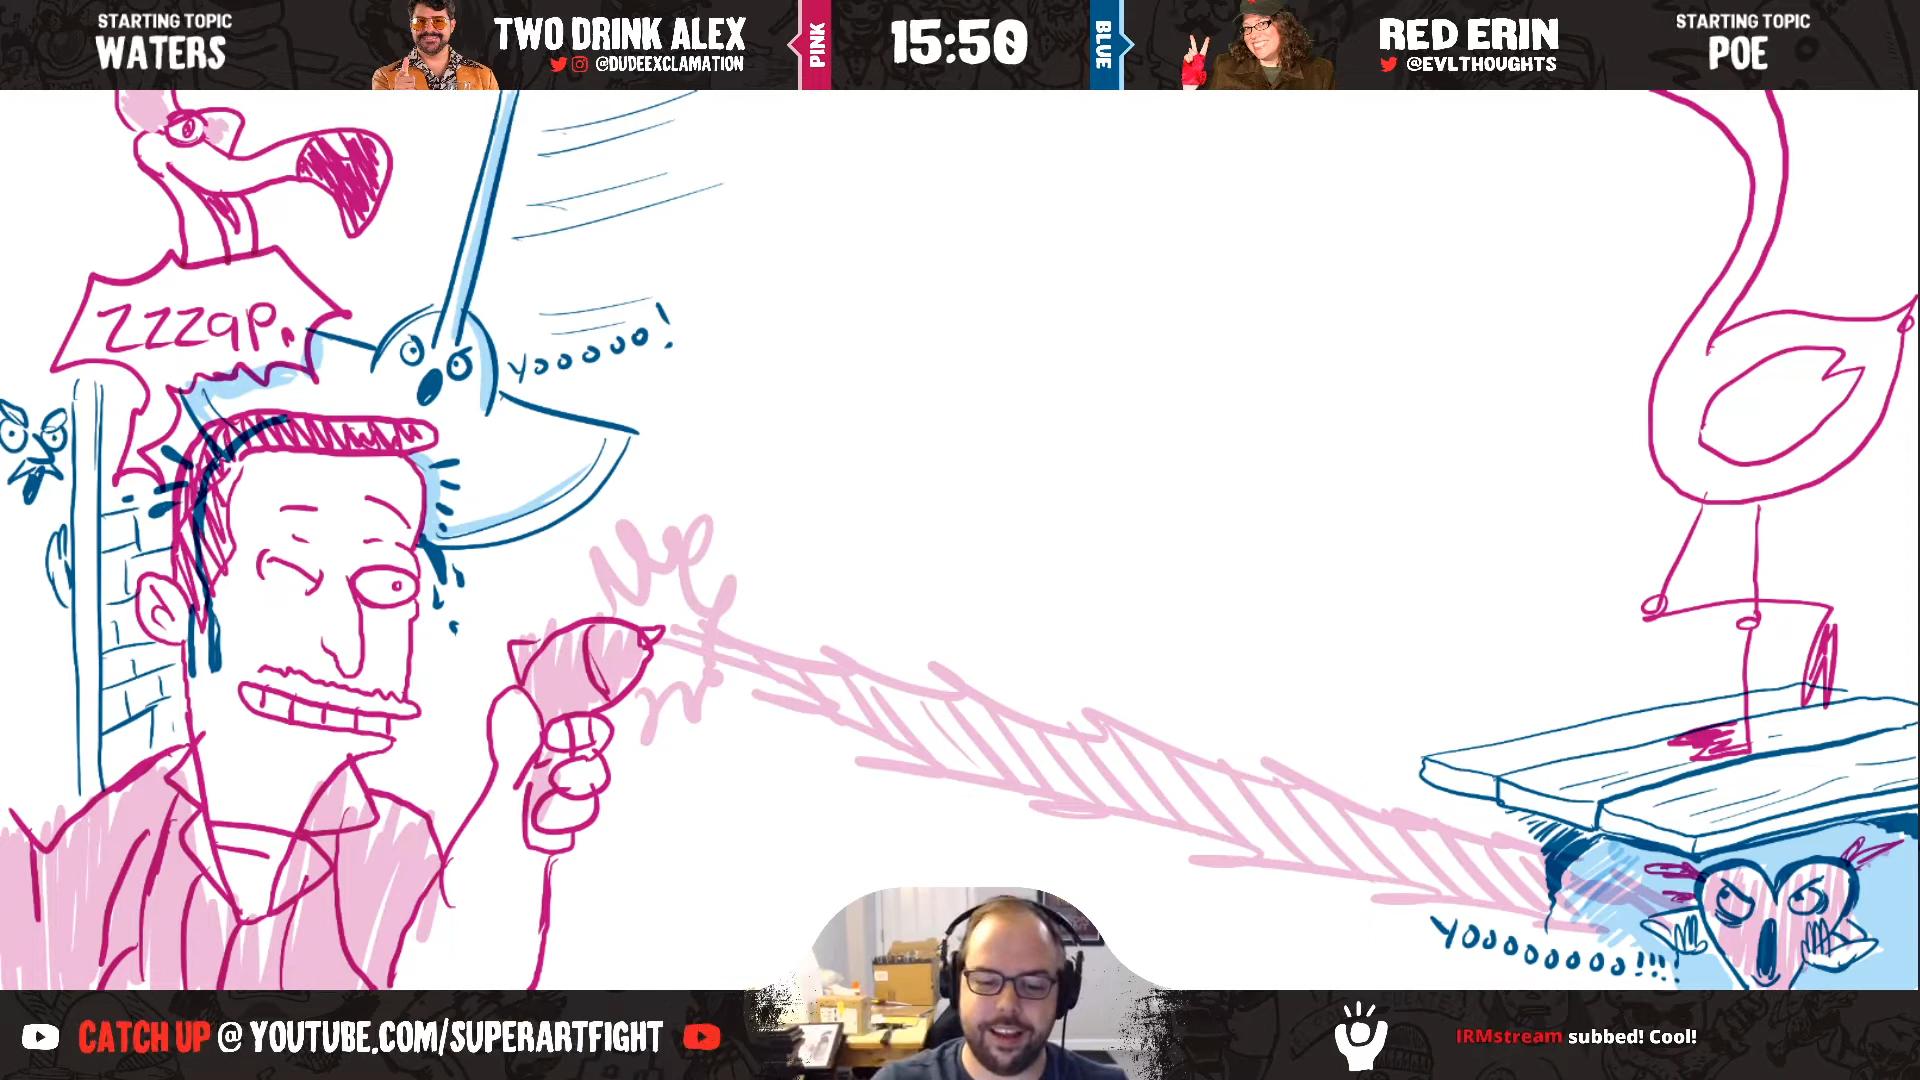 STARTING TOPIC
WATERS
TWO DRINK ALEX
@DUDEEXCLAMATION
PINK
15:50
BLUE
RED ERIN
@EVLTHOUGHTS
STARTING TOPIC
POE
ZZZap.
YOOOOO!
YOOOOOOOO!!!
CATCH UP @ YOUTUBE.COM/SUPERARTFIGHT
IRMstream subbed! Cool!